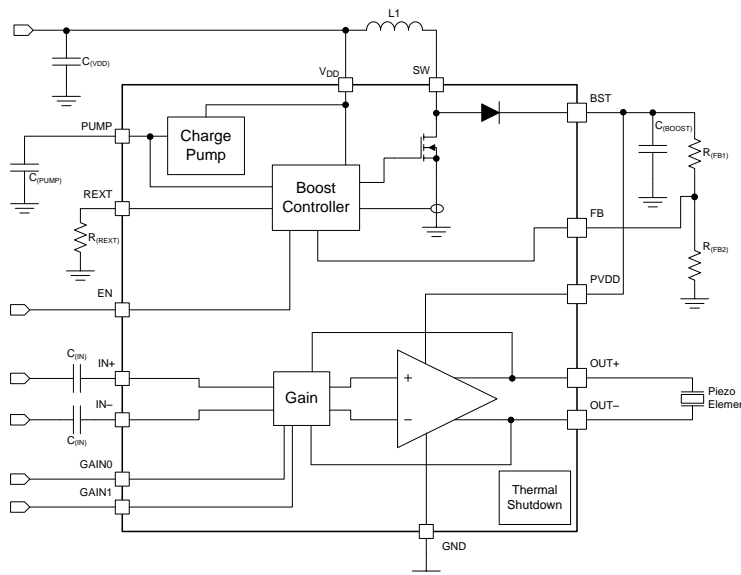 L1
C(VDD)
VDD
SW
BST
PUMP
Charge
Pump
C(BOOST)
R(FB1)
C(PUMP)
REXT
Boost
Controller
FB
R(REXT)
R(FB2)
EN
PVDD
C(IN)
IN+
OUT+
Gain
+
Piezo
IN–
–
OUT–
C(IN)
GAIN0
GAIN1
Thermal
Shutdown
GND